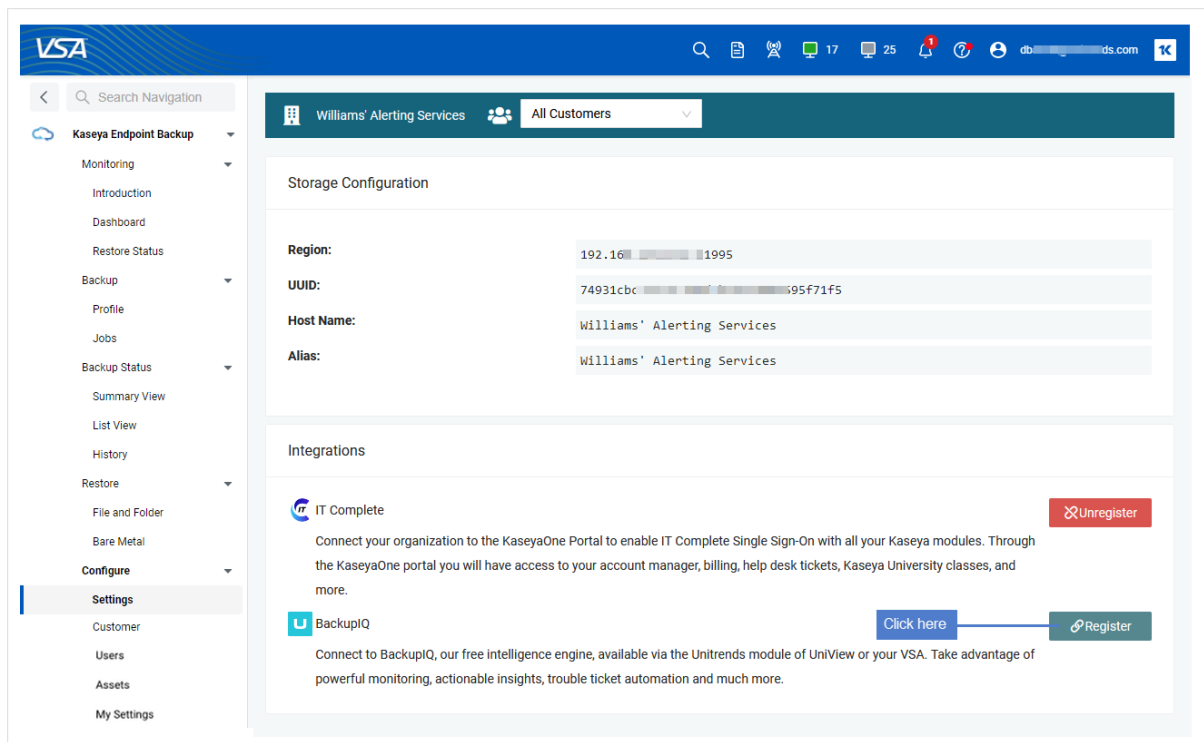 VSA
17
25
1
db
ds.com
Search Navigation
Kaseya Endpoint Backup
Monitoring
Introduction
Dashboard
Restore Status
Backup
Profile
Jobs
Backup Status
Summary View
List View
History
Restore
File and Folder
Bare Metal
Configure
Settings
Customer
Users
Assets
My Settings
Williams' Alerting Services
All Customers
Storage Configuration
Region:
192.16
1995
UUID:
74931cbc
595f71f5
Host Name:
Williams' Alerting Services
Alias:
Williams' Alerting Services
Integrations
IT
IT Complete
Unregister
Connect your organization to the KaseyaOne Portal to enable IT Complete Single Sign-On with all your Kaseya modules. Through
the KaseyaOne portal you will have access to your account manager, billing, help desk tickets, Kaseya University classes, and
more.
U
BackupIQ
Click here
Register
Connect to BackupIQ, our free intelligence engine, available via the Unitrends module of UniView or your VSA. Take advantage of
powerful monitoring, actionable insights, trouble ticket automation and much more.